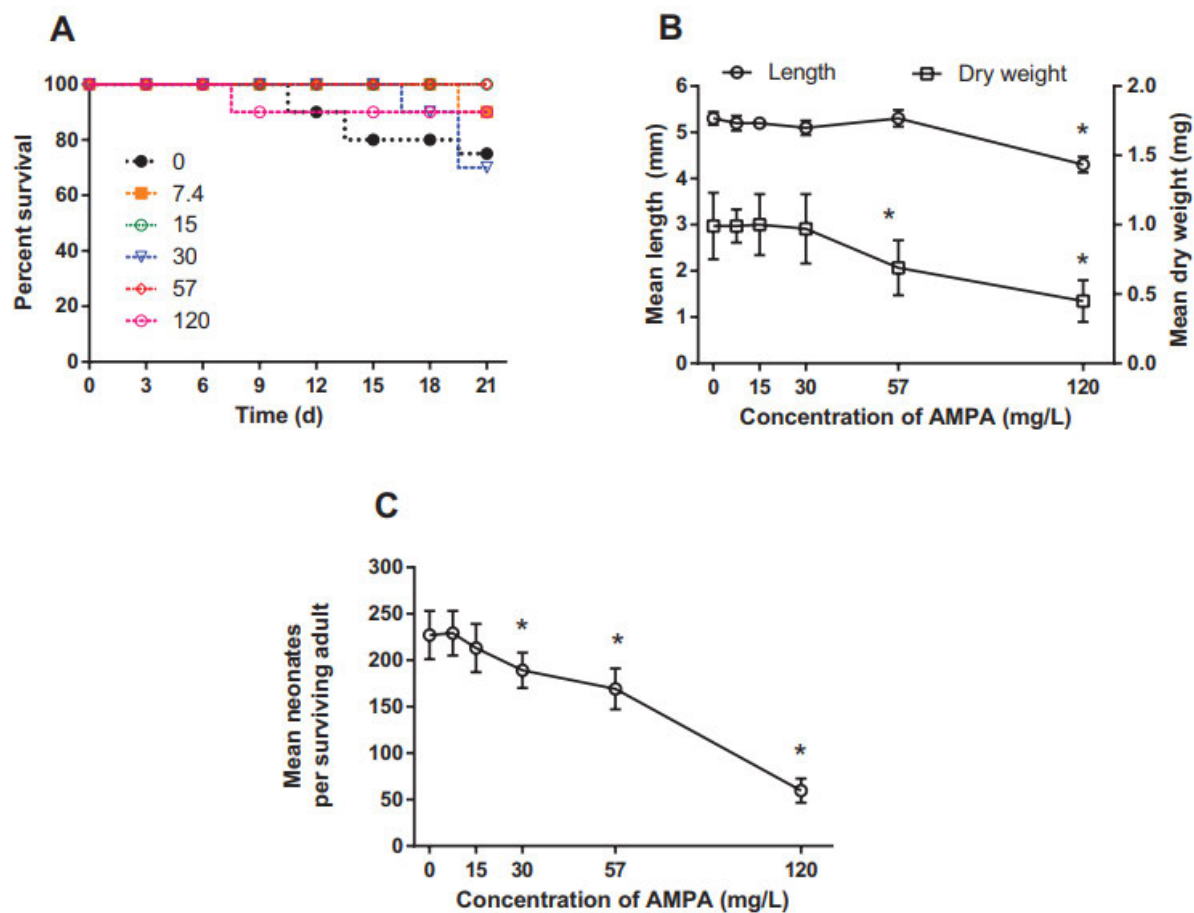 A
Percent survival
100
80
60
40
20
0
0 3 6 9 12 15 18 21
Time (d)
0
7.4
15
30
57
120
B
Length
Dry weight
Mean length (mm)
6
5
4
3
2
1
0
*
*
*
2.0
1.5
1.0
0.5
0.0
Mean dry weight (mg)
0 15 30 57 120
Concentration of AMPA (mg/L)
C
Mean neonates
per surviving adult
300
250
200
150
100
50
0
*
*
*
0 15 30 57 120
Concentration of AMPA (mg/L)